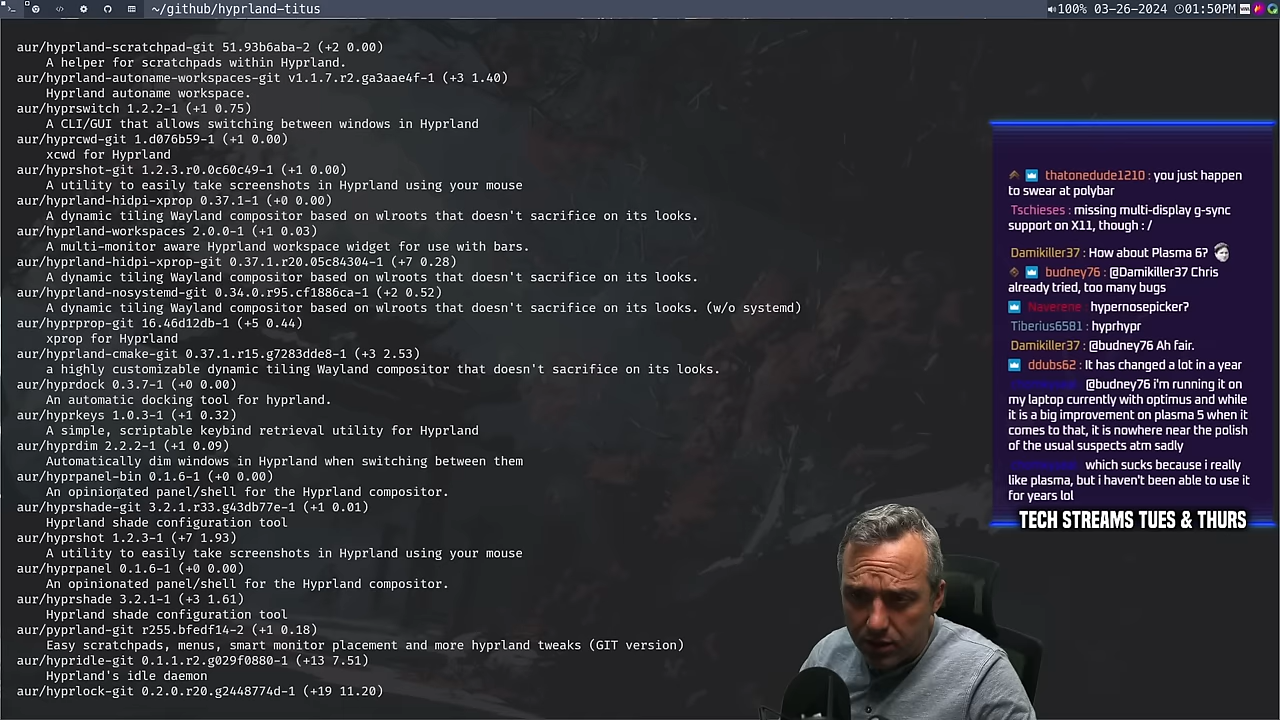 ~/github/hyprland-titus
100% 03-26-2024 01:50PM
aur/hyprland-scratchpad-git 51.93b6aba-2 (+2 0.00)
A helper for scratchpads within Hyprland.
aur/hyprland-autoname-workspaces-git v1.1.7.r2.ga3aae4f-1 (+3 1.40)
Hyprland autoname workspace.
aur/hyprswitch 1.2.2-1 (+1 0.75)
A CLI/GUI that allows switching between windows in Hyprland
aur/hyprcwd-git 1.d076b59-1 (+1 0.00)
xcwd for Hyprland
aur/hyprshot-git 1.2.3.r0.0c60c49-1 (+1 0.00)
A utility to easily take screenshots in Hyprland using your mouse
aur/hyprland-hidpi-xprop 0.37.1-1 (+0 0.00)
A dynamic tiling Wayland compositor based on wlroots that doesn't sacrifice on its looks.
aur/hyprland-workspaces 2.0.0-1 (+1 0.03)
A multi-monitor aware Hyprland workspace widget for use with bars.
aur/hyprland-hidpi-xprop-git 0.37.1.r20.05c84304-1 (+7 0.28)
A dynamic tiling Wayland compositor based on wlroots that doesn't sacrifice on its looks.
aur/hyprland-nosystemd-git 0.34.0.r95.cf1886ca-1 (+2 0.52)
A dynamic tiling Wayland compositor based on wlroots that doesn't sacrifice on its looks. (w/o systemd)
aur/hyprprop-git 16.46d12db-1 (+5 0.44)
xprop for Hyprland
aur/hyprland-cmake-git 0.37.1.r15.g7283dde8-1 (+3 2.53)
a highly customizable dynamic tiling Wayland compositor that doesn't sacrifice on its looks.
aur/hyprdock 0.3.7-1 (+0 0.00)
An automatic docking tool for hyprland.
aur/hyprkeys 1.0.3-1 (+1 0.32)
A simple, scriptable keybind retrieval utility for Hyprland
aur/hyprdim 2.2.2-1 (+1 0.09)
Automatically dim windows in Hyprland when switching between them
aur/hyprpanel-bin 0.1.6-1 (+0 0.00)
An opinionated panel/shell for the Hyprland compositor.
aur/hyprshade-git 3.2.1.r33.g43db77e-1 (+1 0.01)
Hyprland shade configuration tool
aur/hyprshot 1.2.3-1 (+7 1.93)
A utility to easily take screenshots in Hyprland using your mouse
aur/hyprpanel 0.1.6-1 (+0 0.00)
An opinionated panel/shell for the Hyprland compositor.
aur/hyprshade 3.2.1-1 (+3 1.61)
Hyprland shade configuration tool
aur/pyprland-git r255.bfedf14-2 (+1 0.18)
Easy scratchpads, menus, smart monitor placement and more hyprland tweaks (GIT version)
aur/hypridle-git 0.1.1.r2.g029f0880-1 (+13 7.51)
Hyprland's idle daemon
aur/hyprlock-git 0.2.0.r20.g2448774d-1 (+19 11.20)
thatonedude1210 : you just happen
to swear at polybar
Tschieses : missing multi-display g-sync
support on X11, though : /
Damikiller37 : How about Plasma 6?
budney76 : @Damikiller37 Chris
already tried, too many bugs
Naverene : hypernosepicker?
Tiberius6581 : hyprhypr
Damikiller37 : @budney76 Ah fair.
ddubs62 : It has changed a lot in a year
@budney76 i'm running it on
my laptop currently with optimus and while
it is a big improvement on plasma 5 when it
comes to that, it is nowhere near the polish
of the usual suspects atm sadly
which sucks because i really
like plasma, but i haven't been able to use it
for years lol
TECH STREAMS TUES & THURS